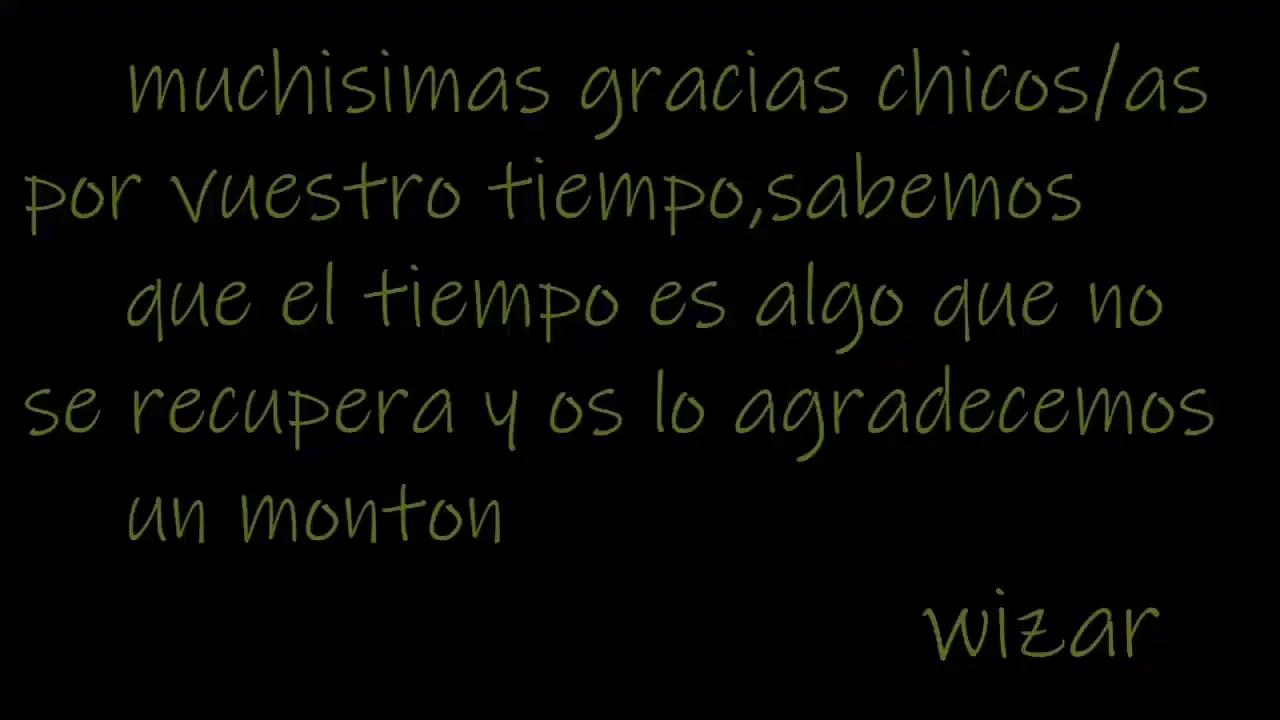 muchisimas gracias chicos/as
por vuestro tiempo,sabemos
que el tiempo es algo que no
se recupera y os lo agradecemos
un monton
wizar